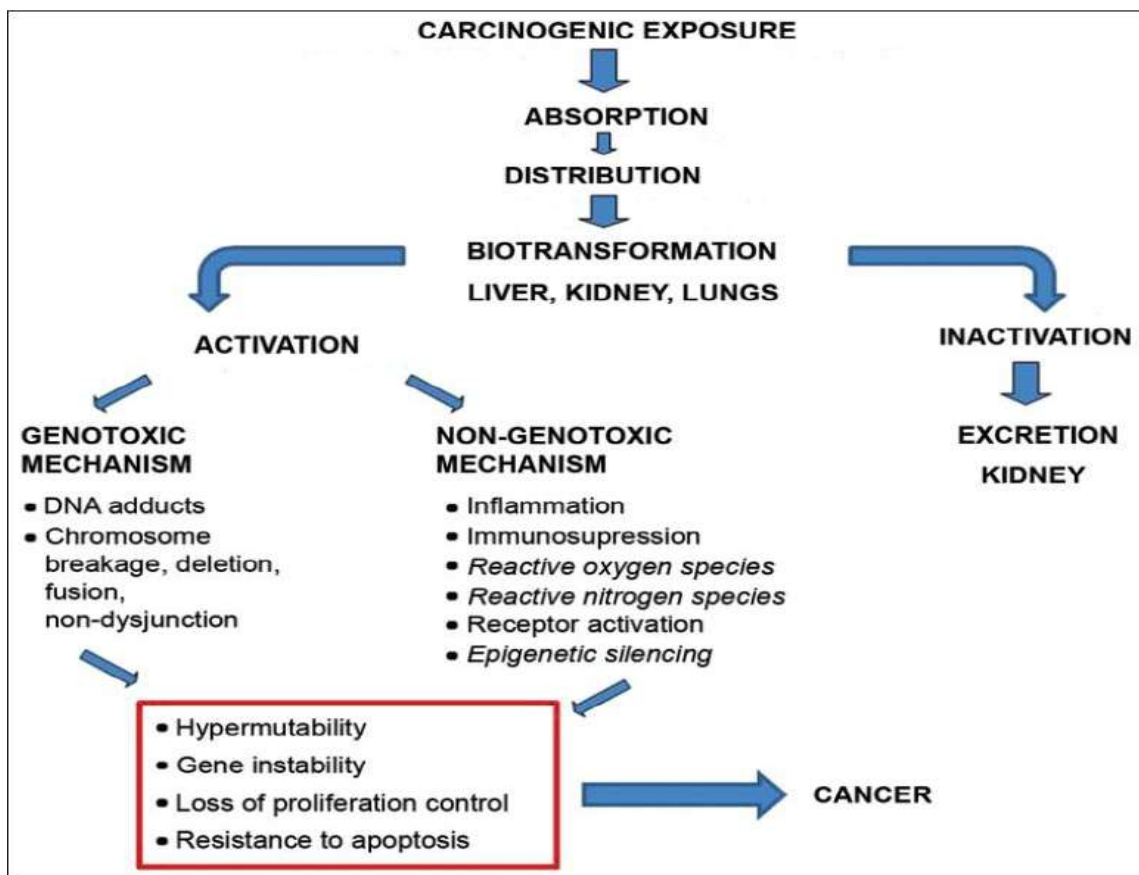 CARCINOGENIC EXPOSURE
ABSORPTION
DISTRIBUTION
BIOTRANSFORMATION
LIVER, KIDNEY, LUNGS
ACTIVATION
INACTIVATION
GENOTOXIC
MECHANISM
• DNA adducts
• Chromosome
breakage, deletion,
fusion,
non-dysjunction
NON-GENOTOXIC
MECHANISM
• Inflammation
• Immunosupression
• Reactive oxygen species
• Reactive nitrogen species
• Receptor activation
• Epigenetic silencing
EXCRETION
KIDNEY
• Hypermutability
• Gene instability
• Loss of proliferation control
• Resistance to apoptosis
CANCER